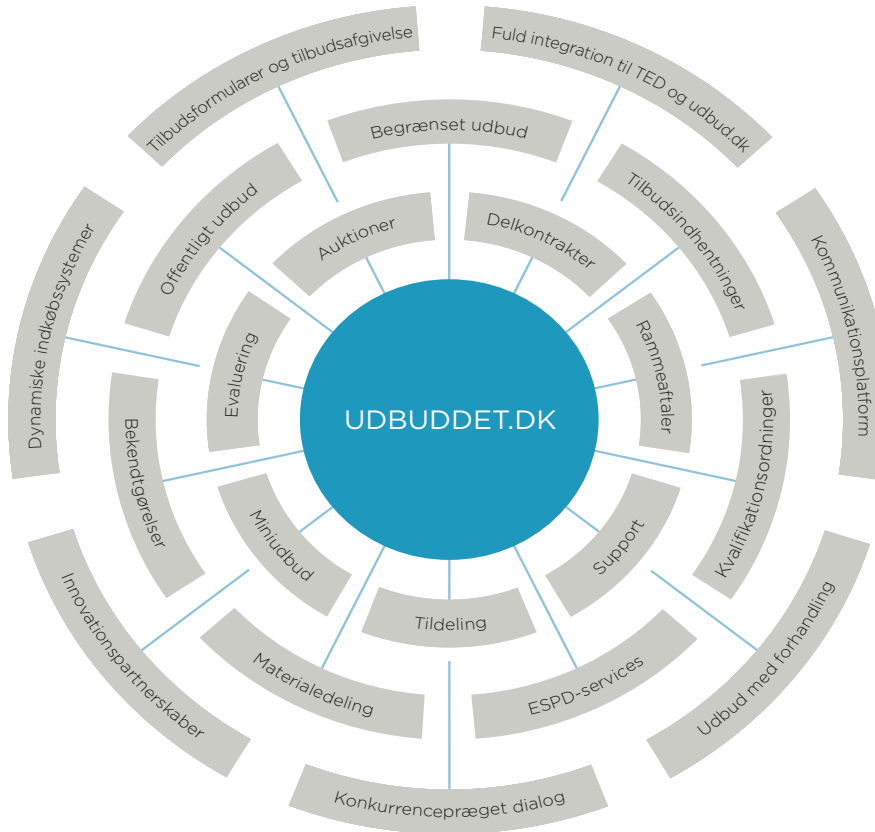 Tilbudsformularer og tilbudsafgivelse
Fuld integration til TED og udbud.dk
Begrænset udbud
Offentligt udbud
Tilbudsindhentninger
Auktioner
Delkontrakter
Dynamiske indkøbssystemer
Kommunikationsplatform
Evaluering
Rammeaftaler
UDBUDDET.DK
Bekendtgørelser
Kvalifikationsordninger
Miniudbud
Support
Tildeling
Innovationspartnerskaber
Udbud med forhandling
Materialedeling
ESPD-services
Konkurrencepræget dialog